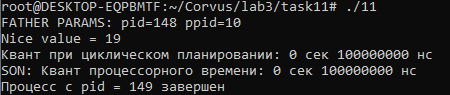 root@DESKTOP-EQPBMTF:~/Corvus/lab3/task11# ./11
FATHER PARAMS: pid=148 ppid=10
Nice value = 19
Квант при циклическом планировании: 0 сек 100000000 нс
SON: Квант процессорного времени: 0 сек 100000000 нс
Процесс с pid = 149 завершен